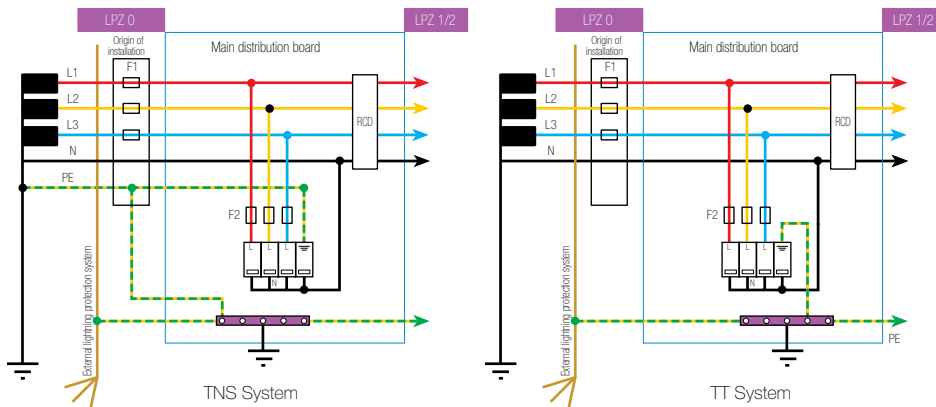 LPZ 0
LPZ 1/2
Origin of
installation
Main distribution board
F1
L1
L2
L3
RCD
N
PE
F2
L
L
L
N
External lightning protection system
TNS System
LPZ 0
LPZ 1/2
Origin of
installation
Main distribution board
F1
L1
L2
L3
RCD
N
F2
L
L
L
N
External lightning protection system
PE
TT System